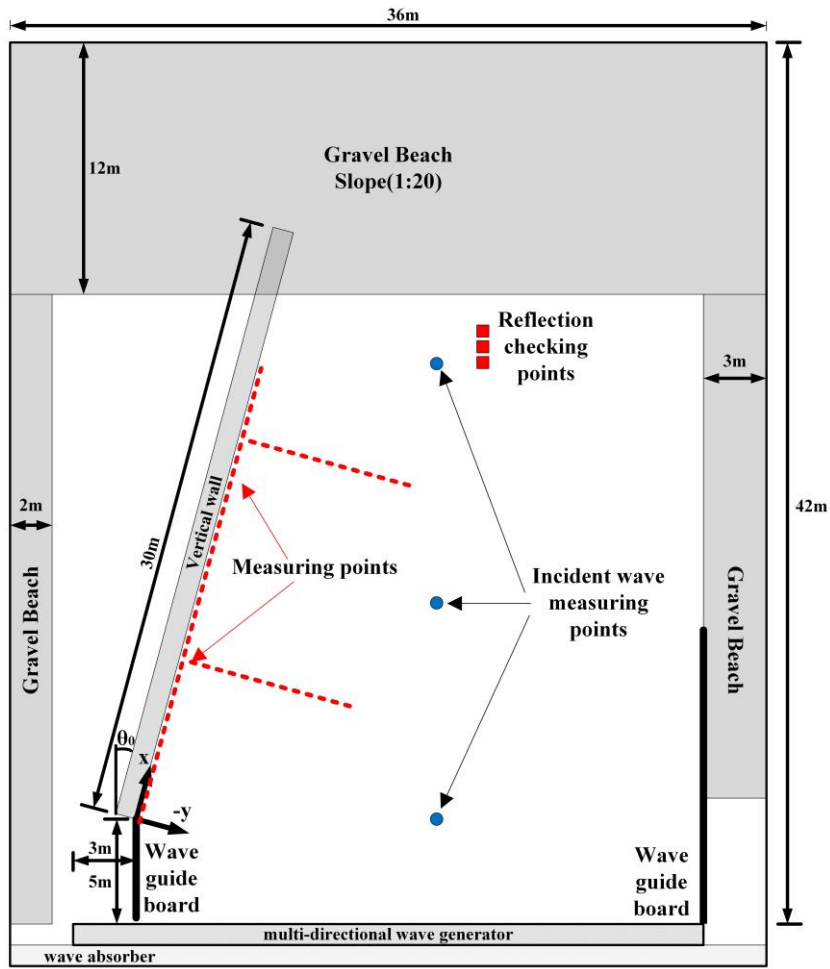 36m
12m
Gravel Beach
Slope(1:20)
Reflection
checking
points
3m
2m
30m
Vertical wall
42m
Measuring points
Incident wave
measuring
points
Gravel Beach
Gravel Beach
θ₀
x
-y
3m
5m
Wave
guide
board
Wave
guide
board
multi-directional wave generator
wave absorber